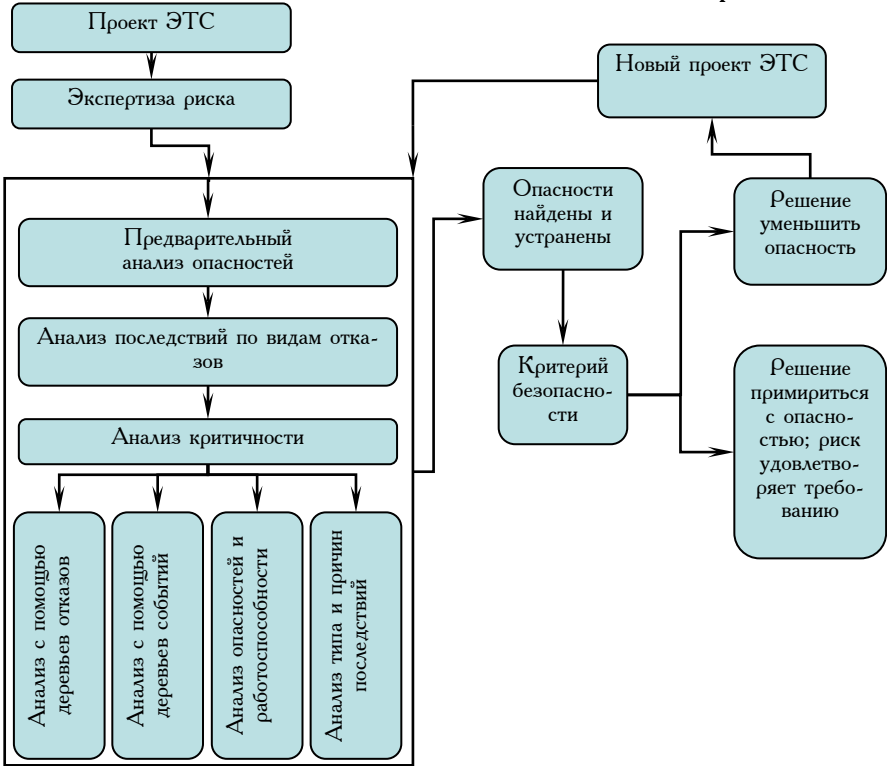 Проект ЭТС
Экспертиза риска
Новый проект ЭТС
Предварительный
анализ опасностей
Анализ последствий по видам отка-
зов
Анализ критичности
Анализ с помощью
деревьев отказов
Анализ с помощью
деревьев событий
Анализ опасностей и
работоспособности
Анализ типа и причин
последствий
Опасности
найдены и
устранены
Критерий
безопасно-
сти
Решение
уменьшить
опасность
Решение
примириться
с опасно-
стью; риск
удовлетво-
ряет требо-
ванию